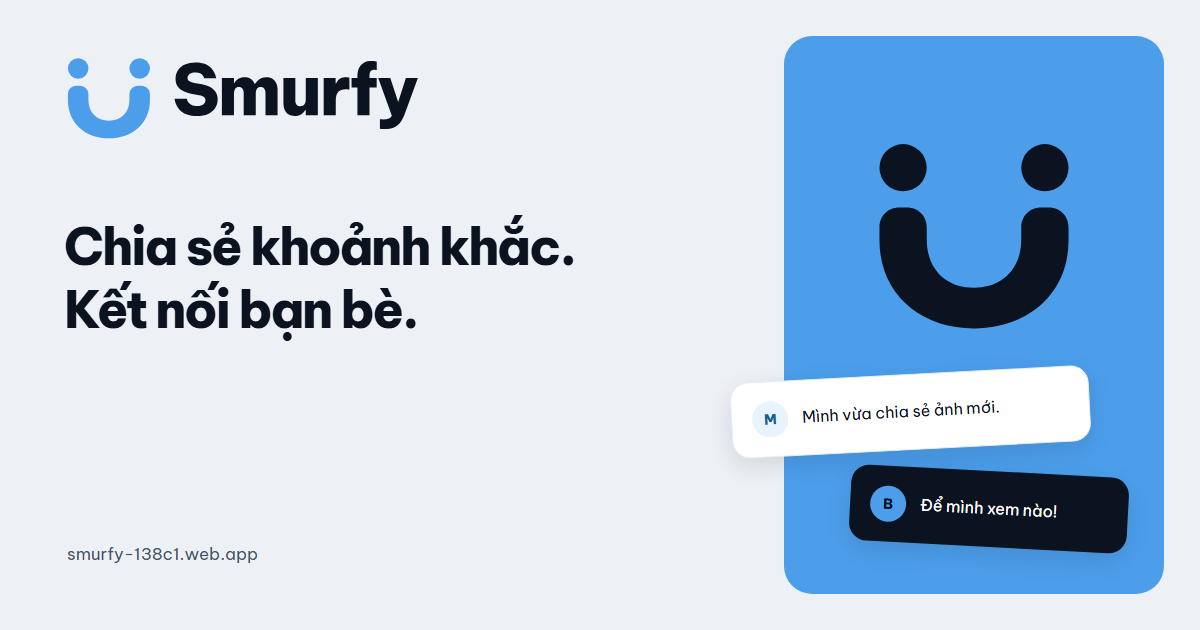 Smurfy
Chia sẻ khoảnh khắc.
Kết nối bạn bè.
M
Mình vừa chia sẻ ảnh mới.
B
Để mình xem nào!
smurfy-138c1.web.app